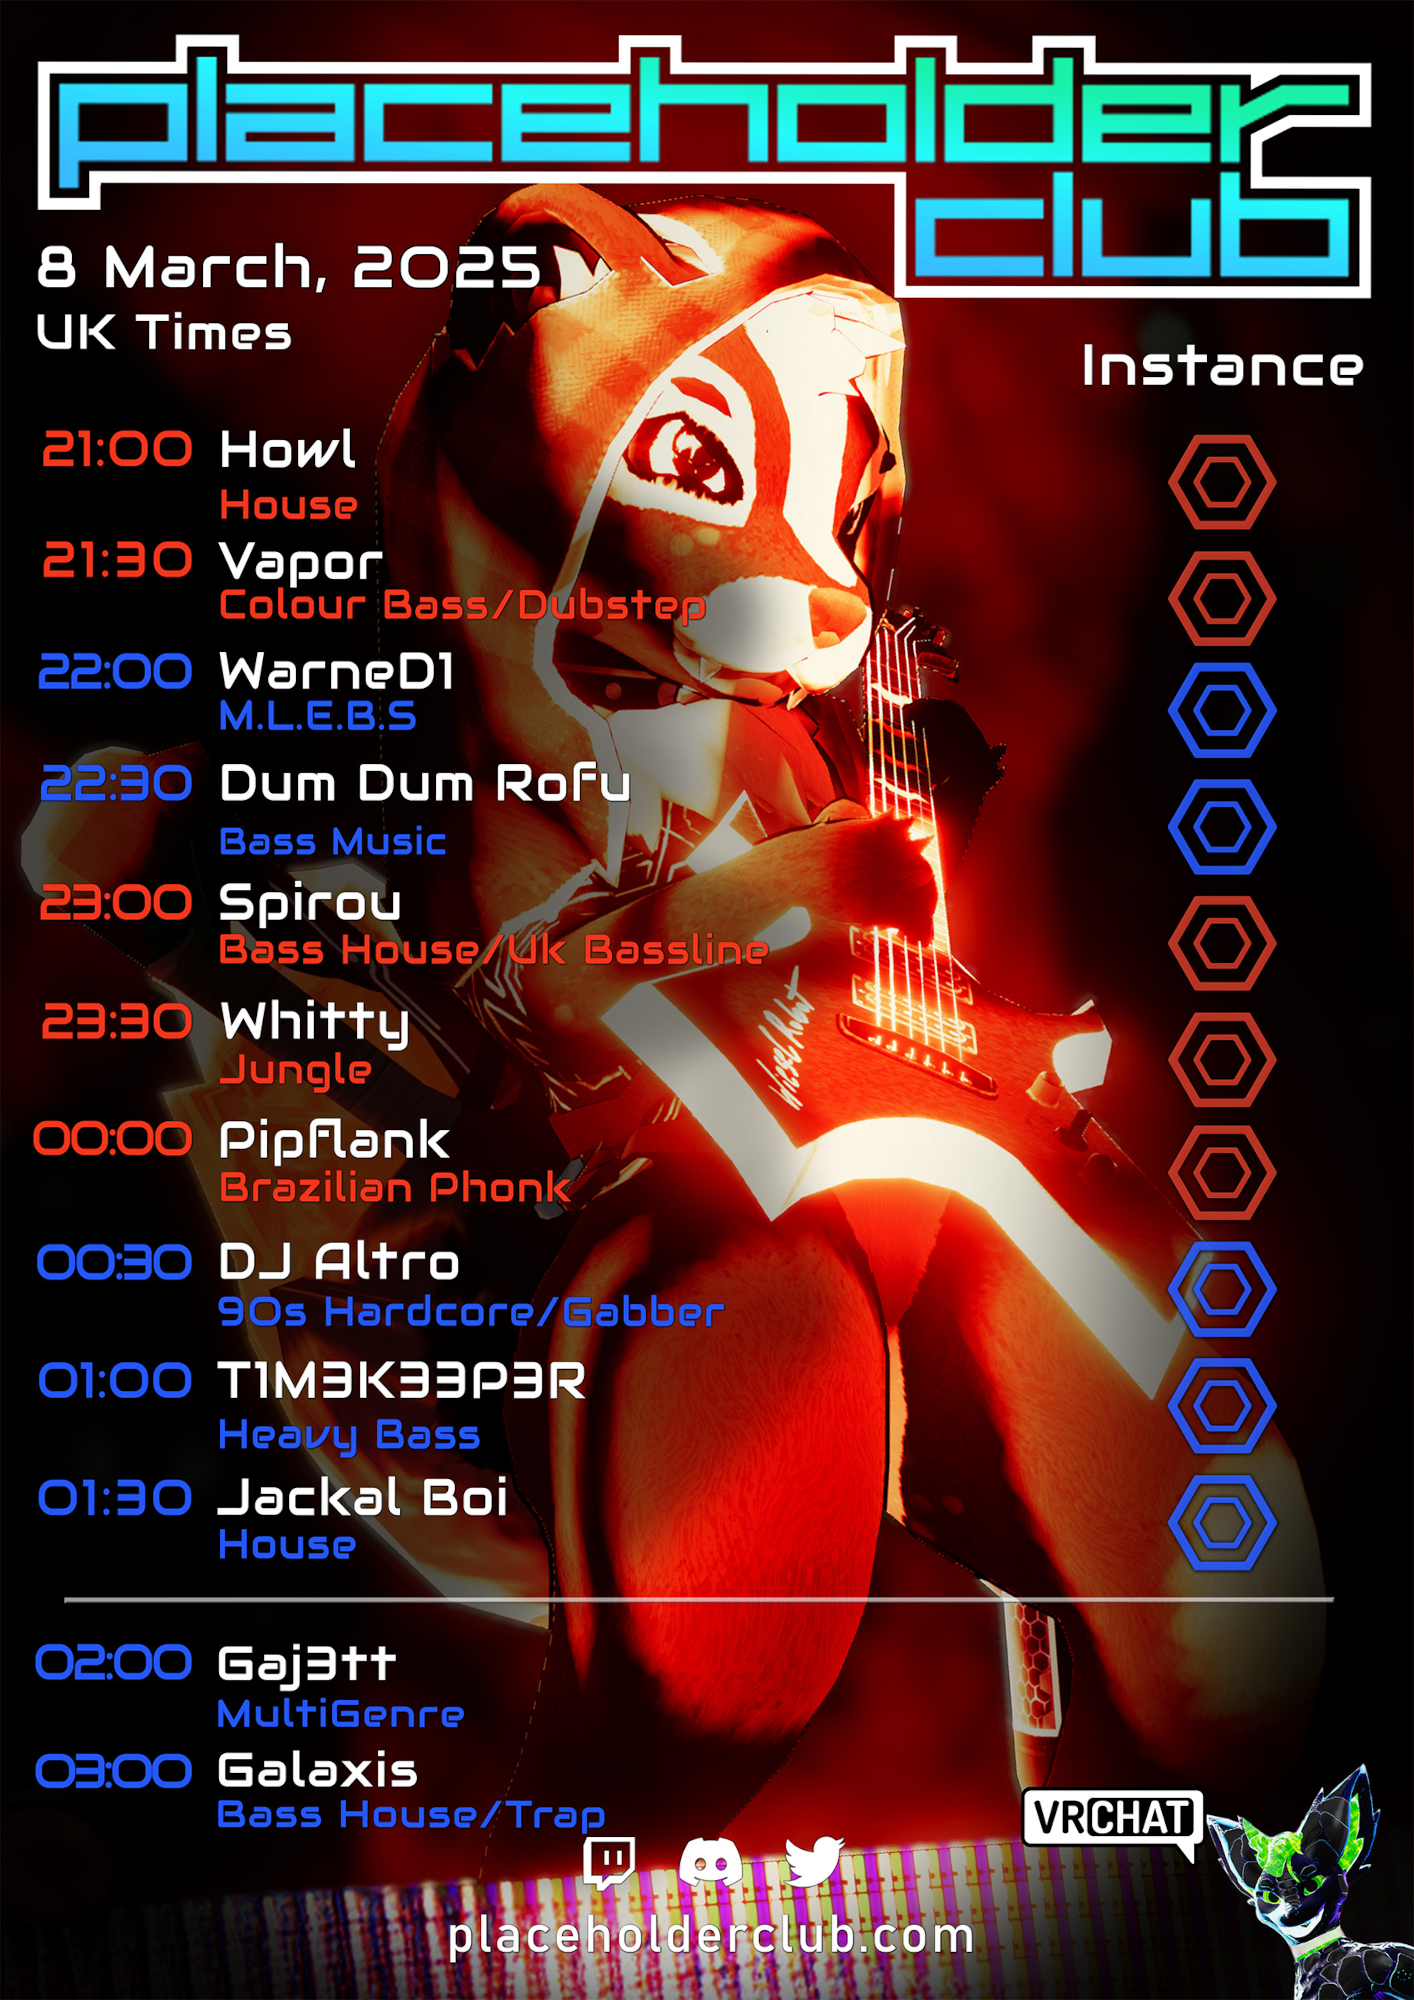 placeholder
club
8 March, 2025
UK Times
Instance
21:00 Howl
House
21:30 Vapor
Colour Bass/Dubstep
22:00 WarneD1
M.L.E.B.S
22:30 Dum Dum Rofu
Bass Music
23:00 Spirou
Bass House/Uk Bassline
23:30 Whitty
Jungle
00:00 Pipflank
Brazilian Phonk
00:30 DJ Altro
90s Hardcore/Gabber
01:00 T1M3K33P3R
Heavy Bass
01:30 Jackal Boi
House
02:00 Gaj3tt
MultiGenre
03:00 Galaxis
Bass House/Trap
VRCHAT
placeholderclub.com